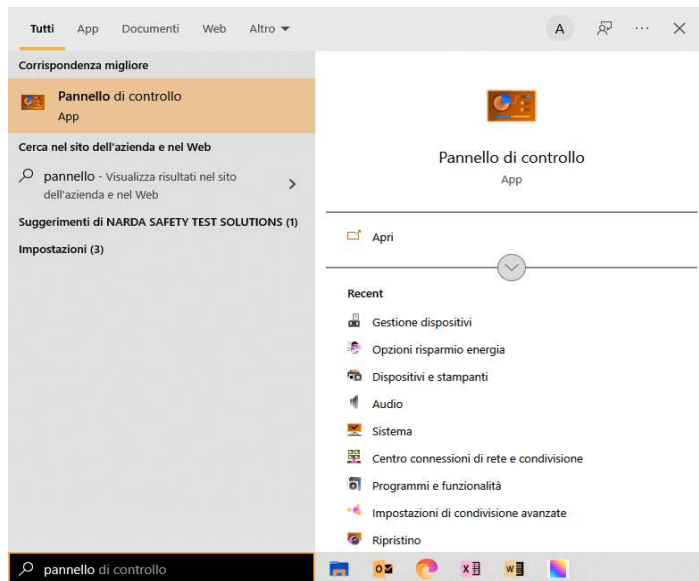 Tutti App Documenti Web Altro
A
Corrispondenza migliore
Pannello di controllo
App
Cerca nel sito dell'azienda e nel Web
pannello - Visualizza risultati nel sito
dell'azienda e nel Web
Suggerimenti di NARDA SAFETY TEST SOLUTIONS (1)
Impostazioni (3)
Pannello di controllo
App
Apri
Recent
Gestione dispositivi
Opzioni risparmio energia
Dispositivi e stampanti
Audio
Sistema
Centro connessioni di rete e condivisione
Programmi e funzionalità
Impostazioni di condivisione avanzate
Ripristino
pannello di controllo